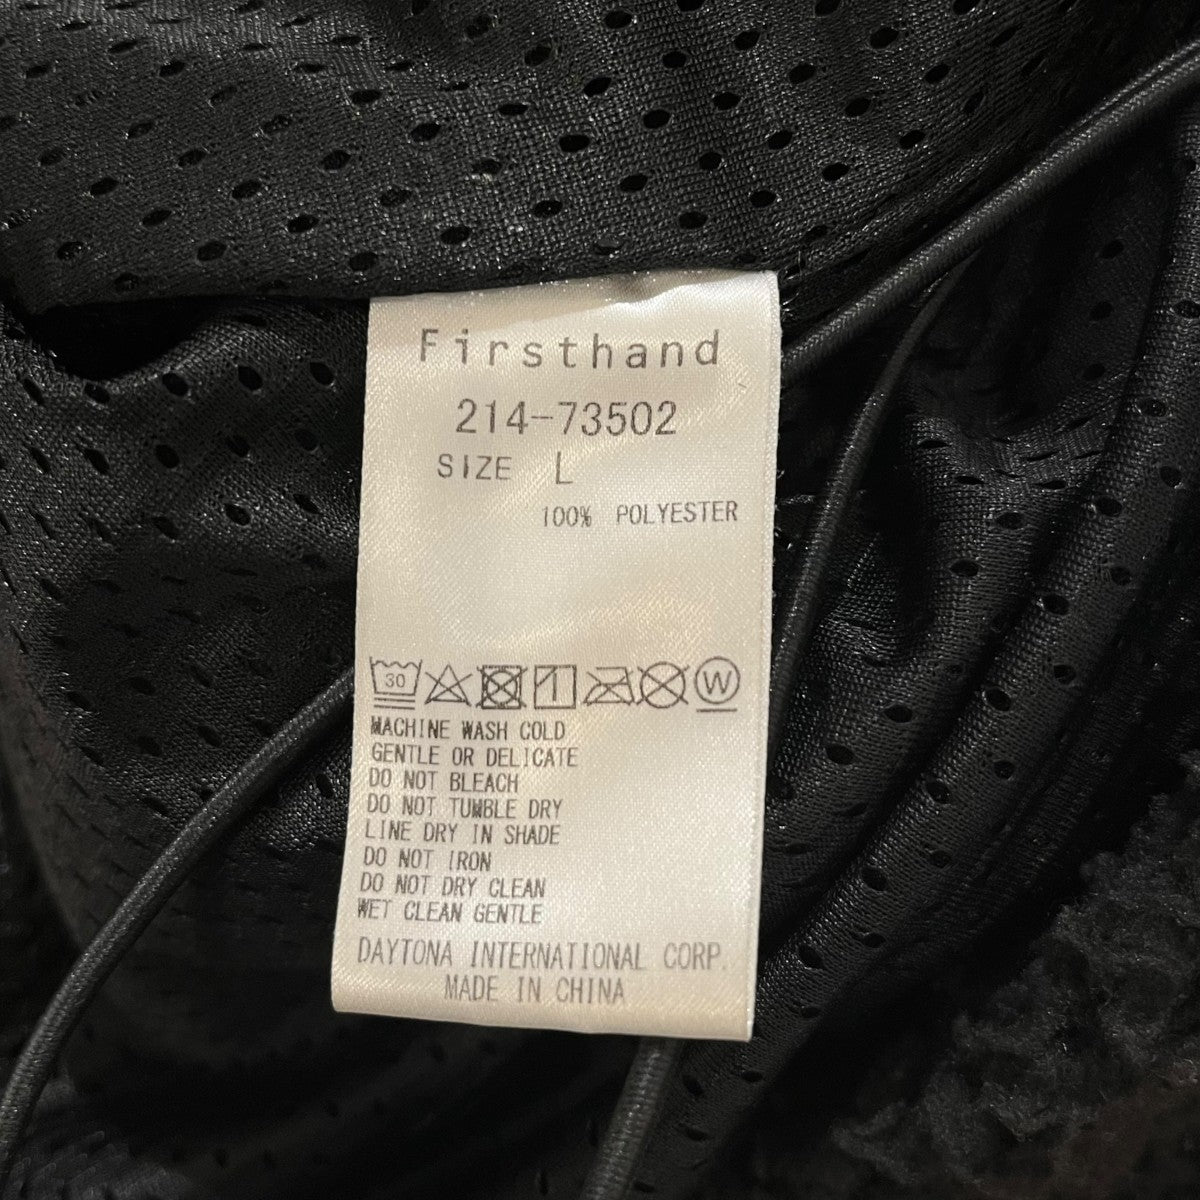 Firsthand
214-73502
SIZE L
100% POLYESTER
30 W
MACHINE WASH COLD
GENTLE OR DELICATE
DO NOT BLEACH
DO NOT TUMBLE DRY
LINE DRY IN SHADE
DO NOT IRON
DO NOT DRY CLEAN
WET CLEAN GENTLE
DAYTONA INTERNATIONAL CORP.
MADE IN CHINA